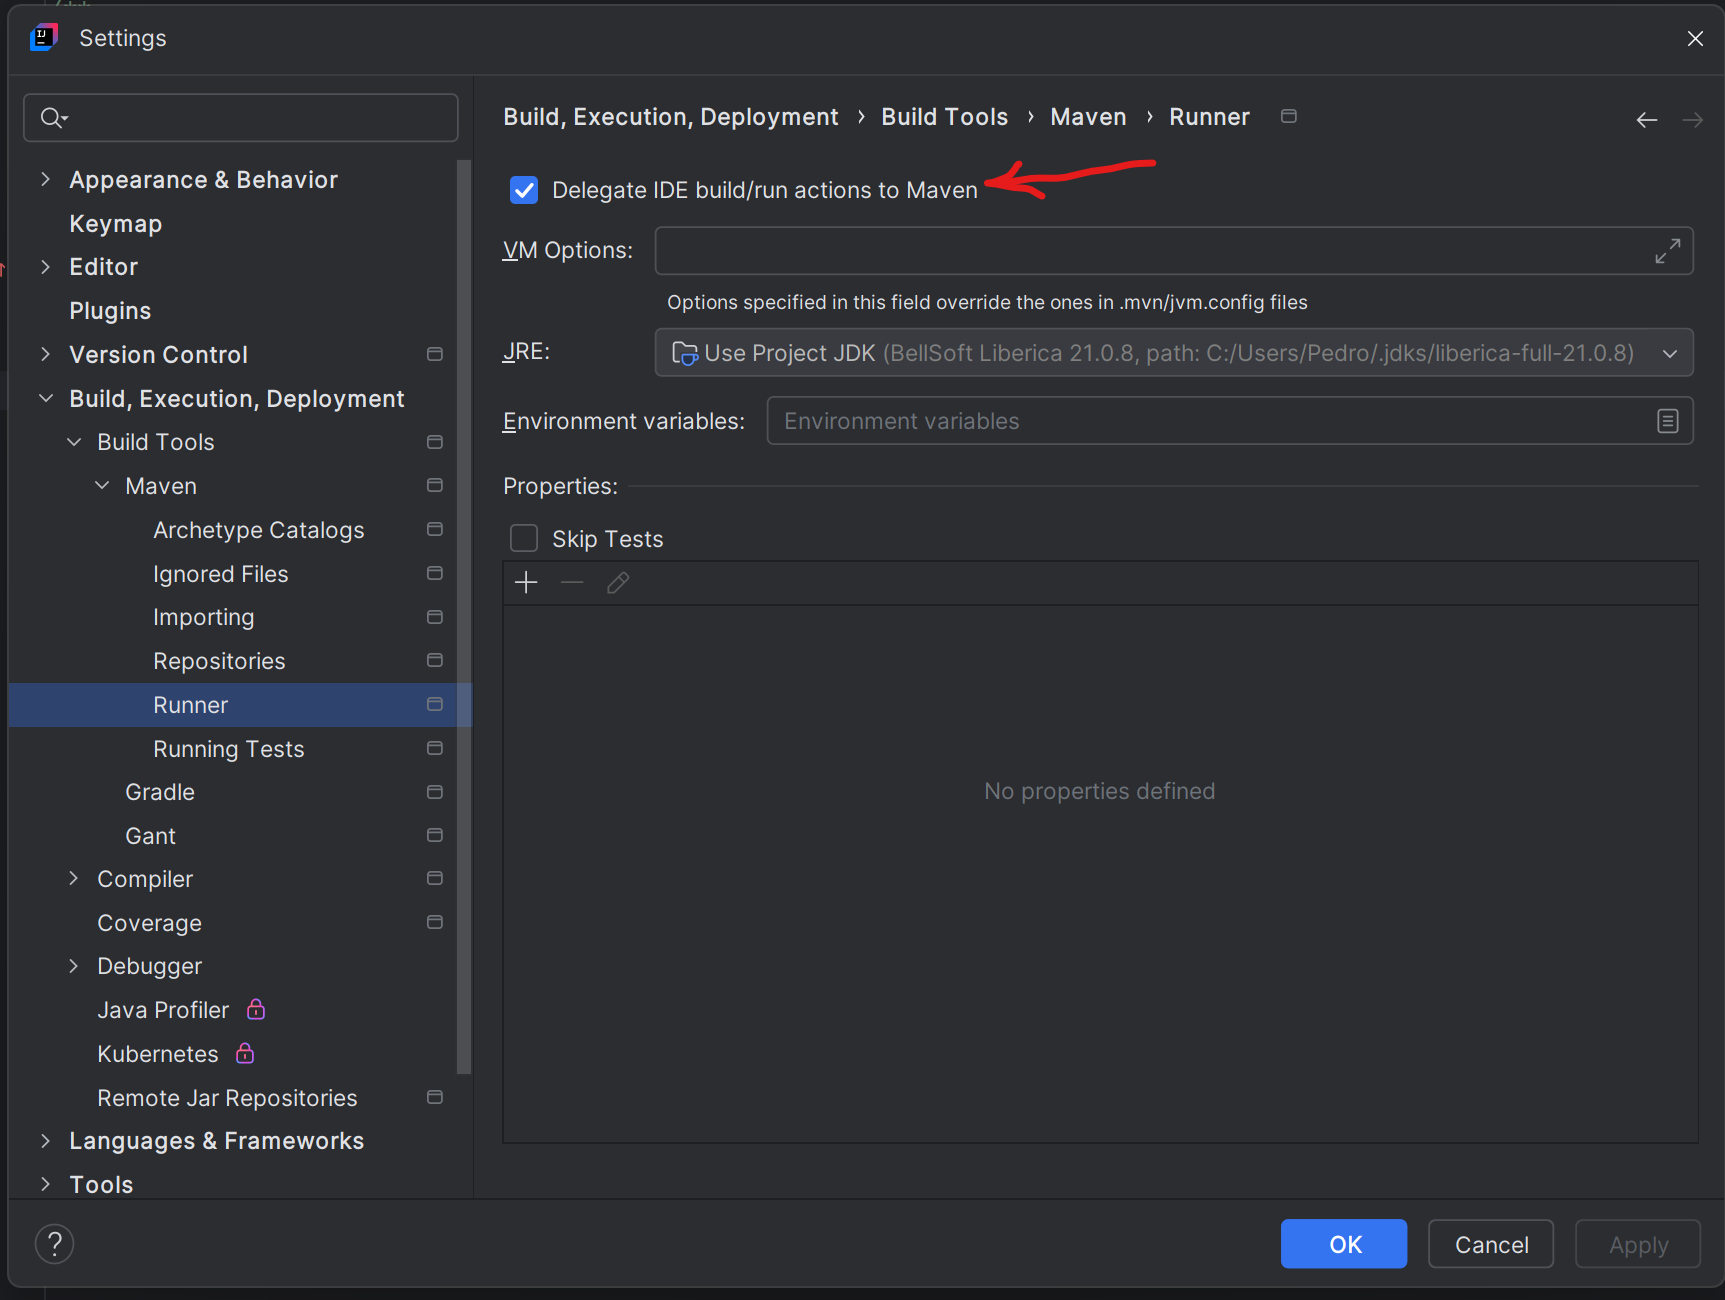 Settings
Build, Execution, Deployment › Build Tools › Maven › Runner
Appearance & Behavior
Keymap
Editor
Plugins
Version Control
Build, Execution, Deployment
Build Tools
Maven
Archetype Catalogs
Ignored Files
Importing
Repositories
Runner
Running Tests
Gradle
Gant
Compiler
Coverage
Debugger
Java Profiler
Kubernetes
Remote Jar Repositories
Languages & Frameworks
Tools
Delegate IDE build/run actions to Maven
VM Options:
Options specified in this field override the ones in .mvn/jvm.config files
JRE: Use Project JDK (BellSoft Liberica 21.0.8, path: C:/Users/Pedro/.jdks/liberica-full-21.0.8)
Environment variables: Environment variables
Properties:
Skip Tests
No properties defined
? OK Cancel Apply